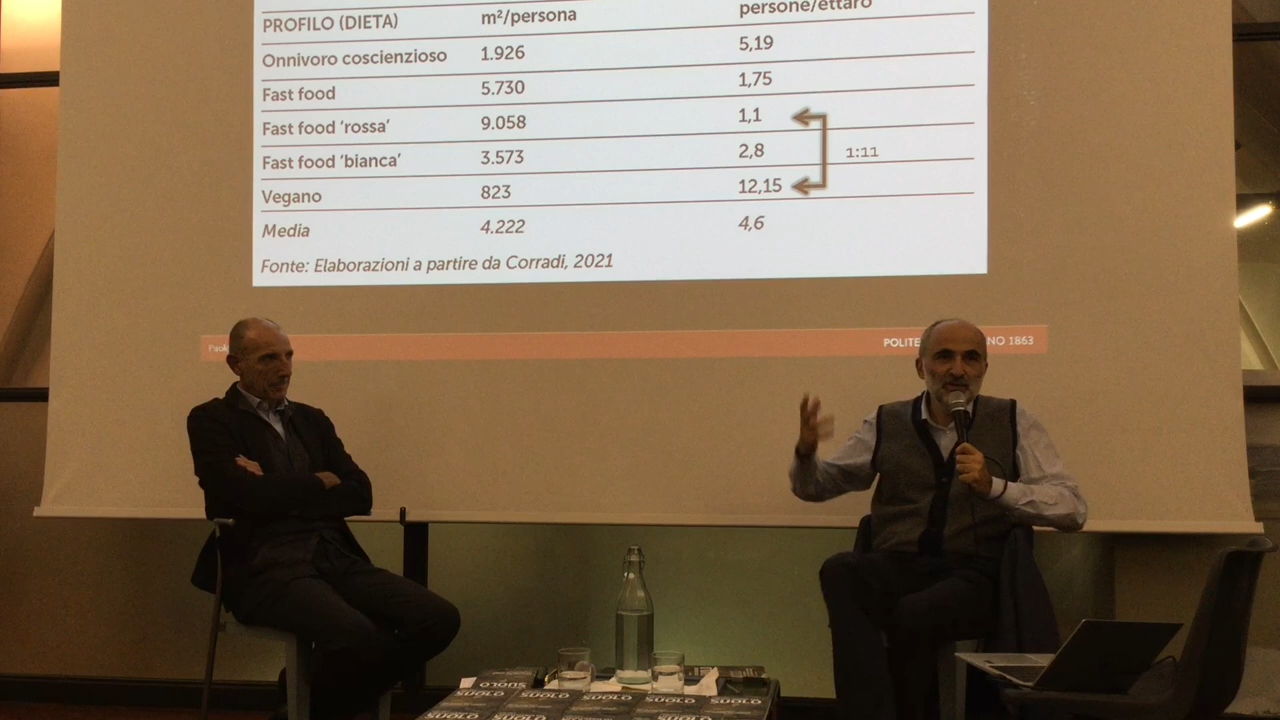 PROFILO (DIETA) m²/persona persone/ettaro
Onnivoro coscienzioso 1.926 5,19
Fast food 5.730 1,75
Fast food ‘rossa’ 9.058 1,1
Fast food ‘bianca’ 3.573 2,8
1:11
Vegano 823 12,15
Media 4.222 4,6
Fonte: Elaborazioni a partire da Corradi, 2021
1863
SUOLO